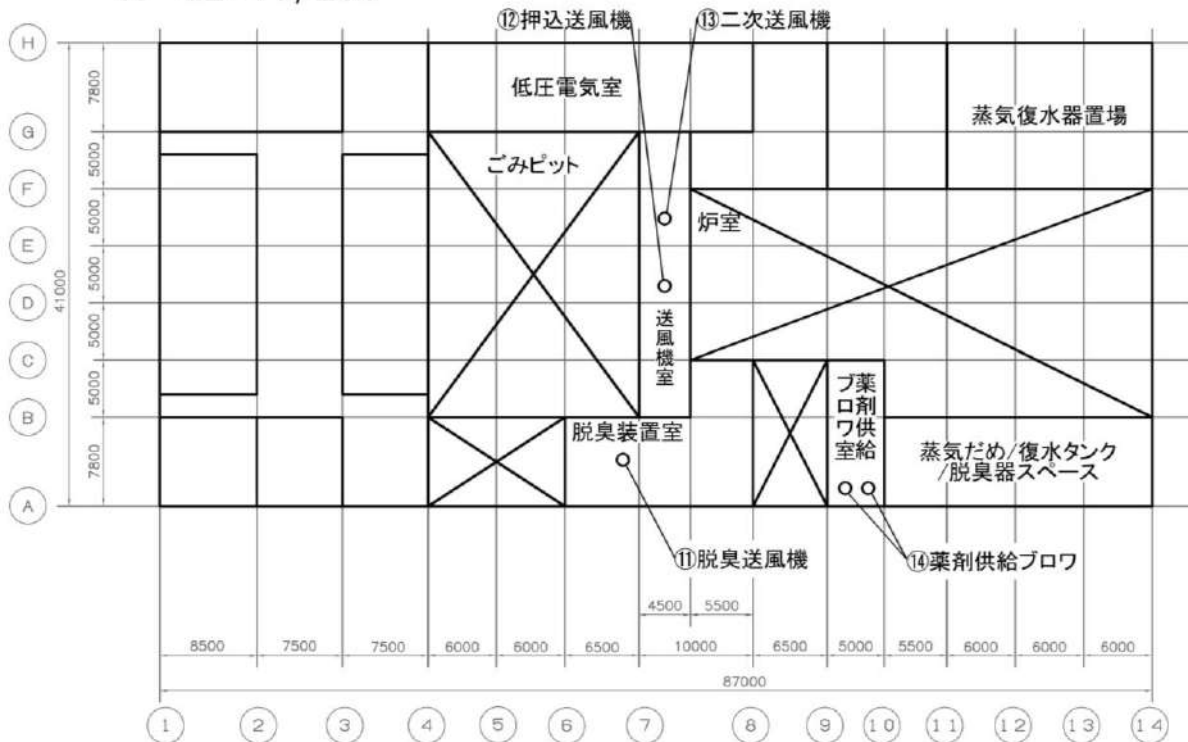 ⑫押込送風機
⑬二次送風機
H
G
F
E
D
C
B
A
41000
7800
5000
5000
5000
5000
5000
7800
低圧電気室
蒸気復水器置場
ごみピット
炉室
送風機室
脱臭装置室
薬剤供給
ブロワ室
蒸気だめ/復水タンク
/脱臭器スペース
⑪脱臭送風機
⑭薬剤供給ブロワ
4500 5500
8500 7500 7500 6000 6000 6500 10000 6500 5000 5500 6000 6000 6000
87000
1 2 3 4 5 6 7 8 9 10 11 12 13 14